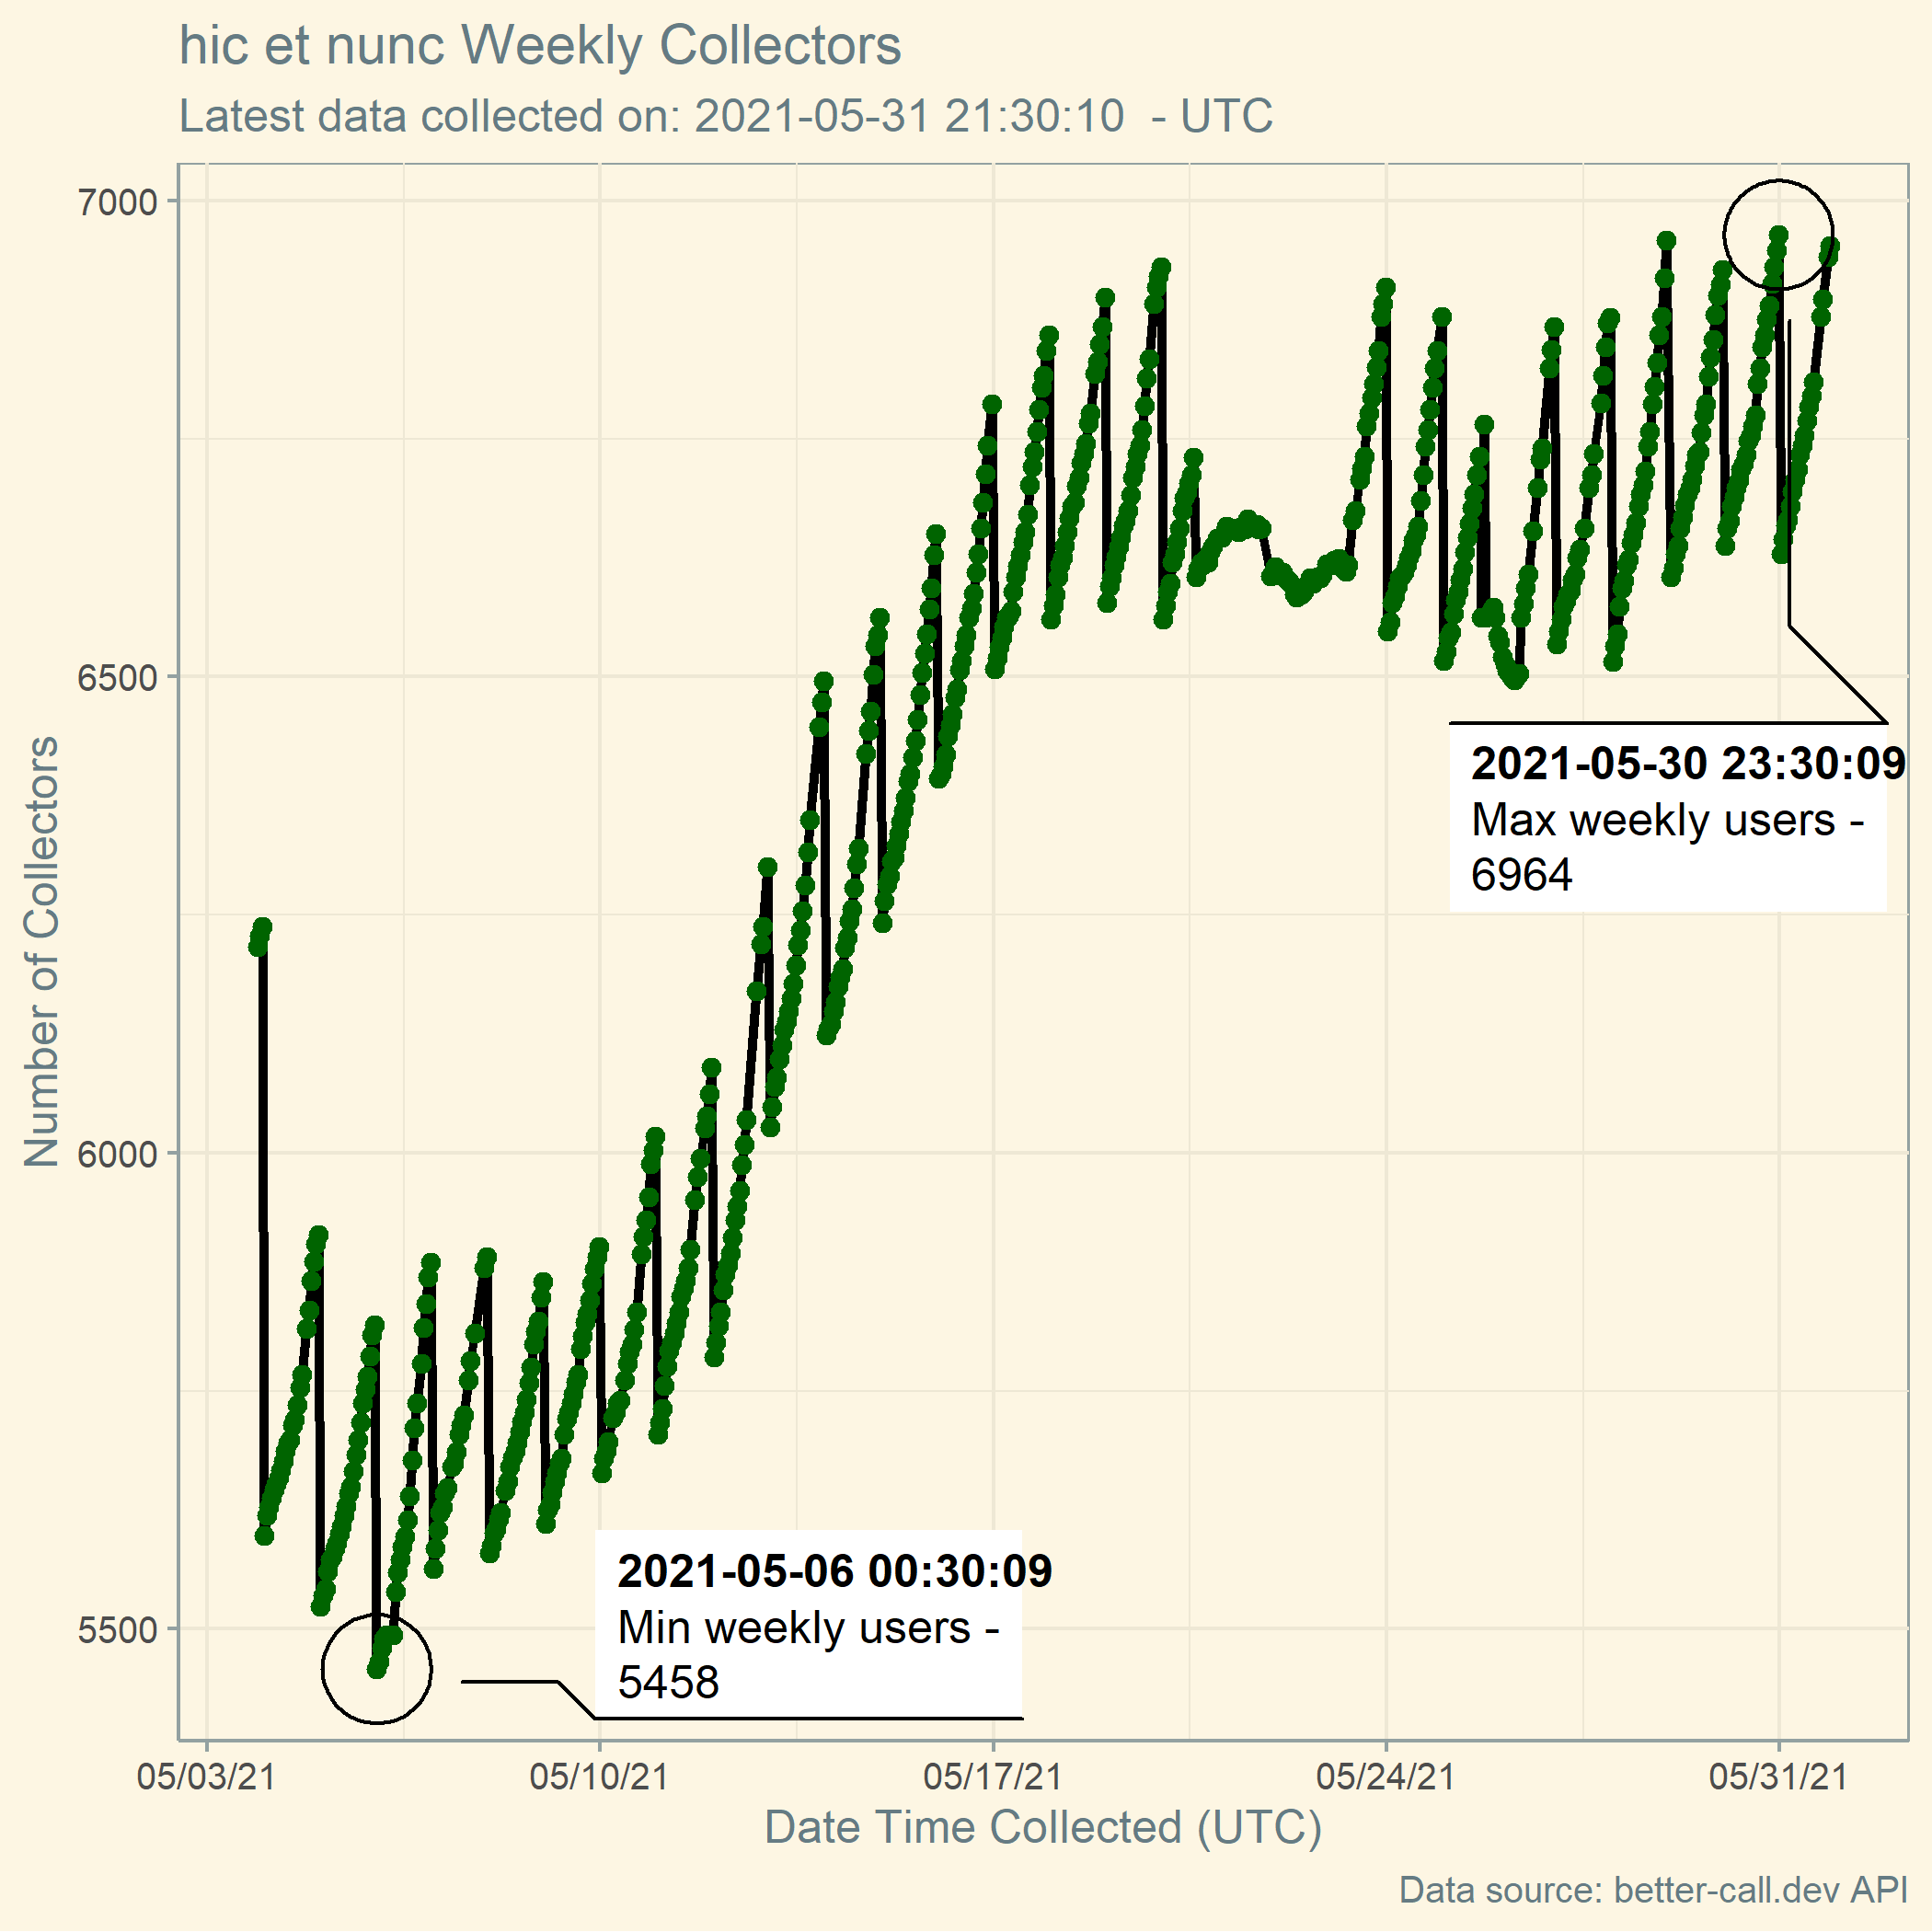 hic et nunc Weekly Collectors
Latest data collected on: 2021-05-31 21:30:10  - UTC
7000
6500
6000
5500
Number of Collectors
2021-05-30 23:30:09
Max weekly users -
6964
2021-05-06 00:30:09
Min weekly users -
5458
05/03/21 05/10/21 05/17/21 05/24/21 05/31/21
Date Time Collected (UTC)
Data source: better-call.dev API